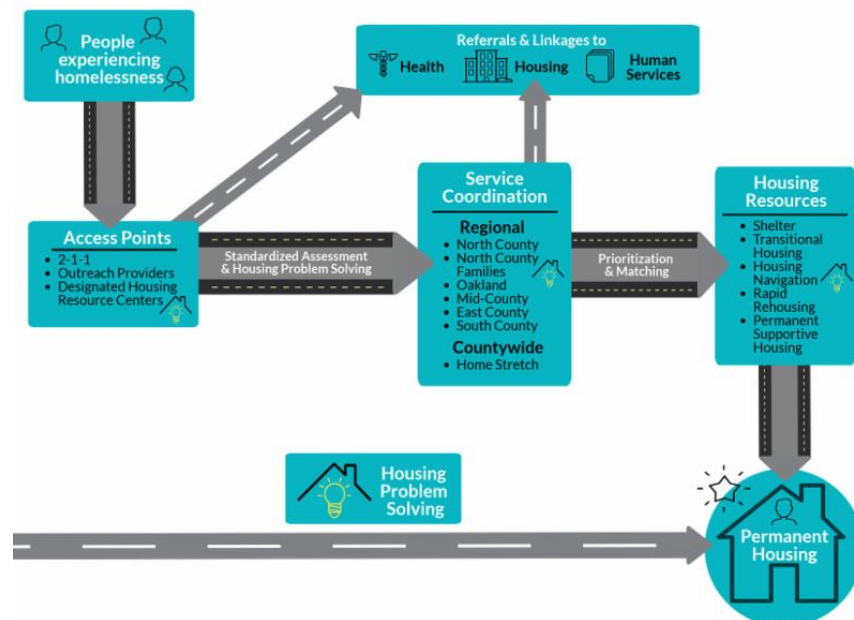 People
experiencing
homelessness
Referrals & Linkages to
Health
Housing
Human
Services
Access Points
• 2-1-1
• Outreach Providers
• Designated Housing
Resource Centers
Standardized Assessment
& Housing Problem Solving
Service
Coordination
Regional
• North County
• North County
Families
• Oakland
• Mid-County
• East County
• South County
Countywide
• Home Stretch
Prioritization
& Matching
Housing
Resources
• Shelter
• Transitional
Housing
• Housing
Navigation
• Rapid
Rehousing
• Permanent
Supportive
Housing
Housing
Problem
Solving
Permanent
Housing